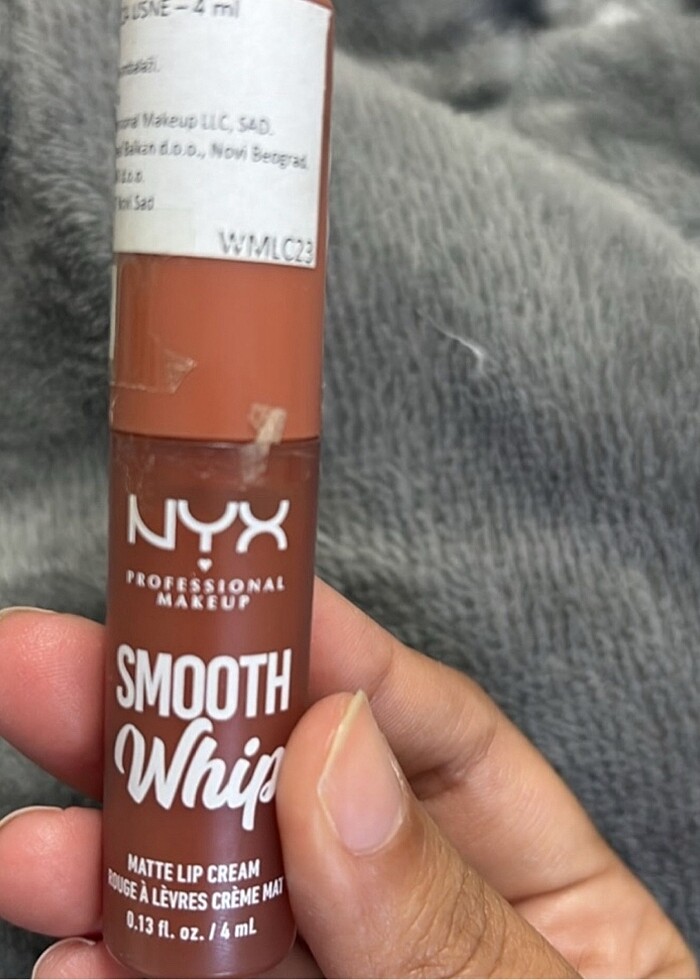 USNE – 4 ml
Makeup LLC, SAD.
Balkan d.o.o., Novi Beograd.
d.o.o.
Novi Sad
WMLC23
NYX
PROFESSIONAL
MAKEUP
SMOOTH
Whip
MATTE LIP CREAM
ROUGE À LÈVRES CRÈME MAT
0.13 fl. oz. / 4 mL